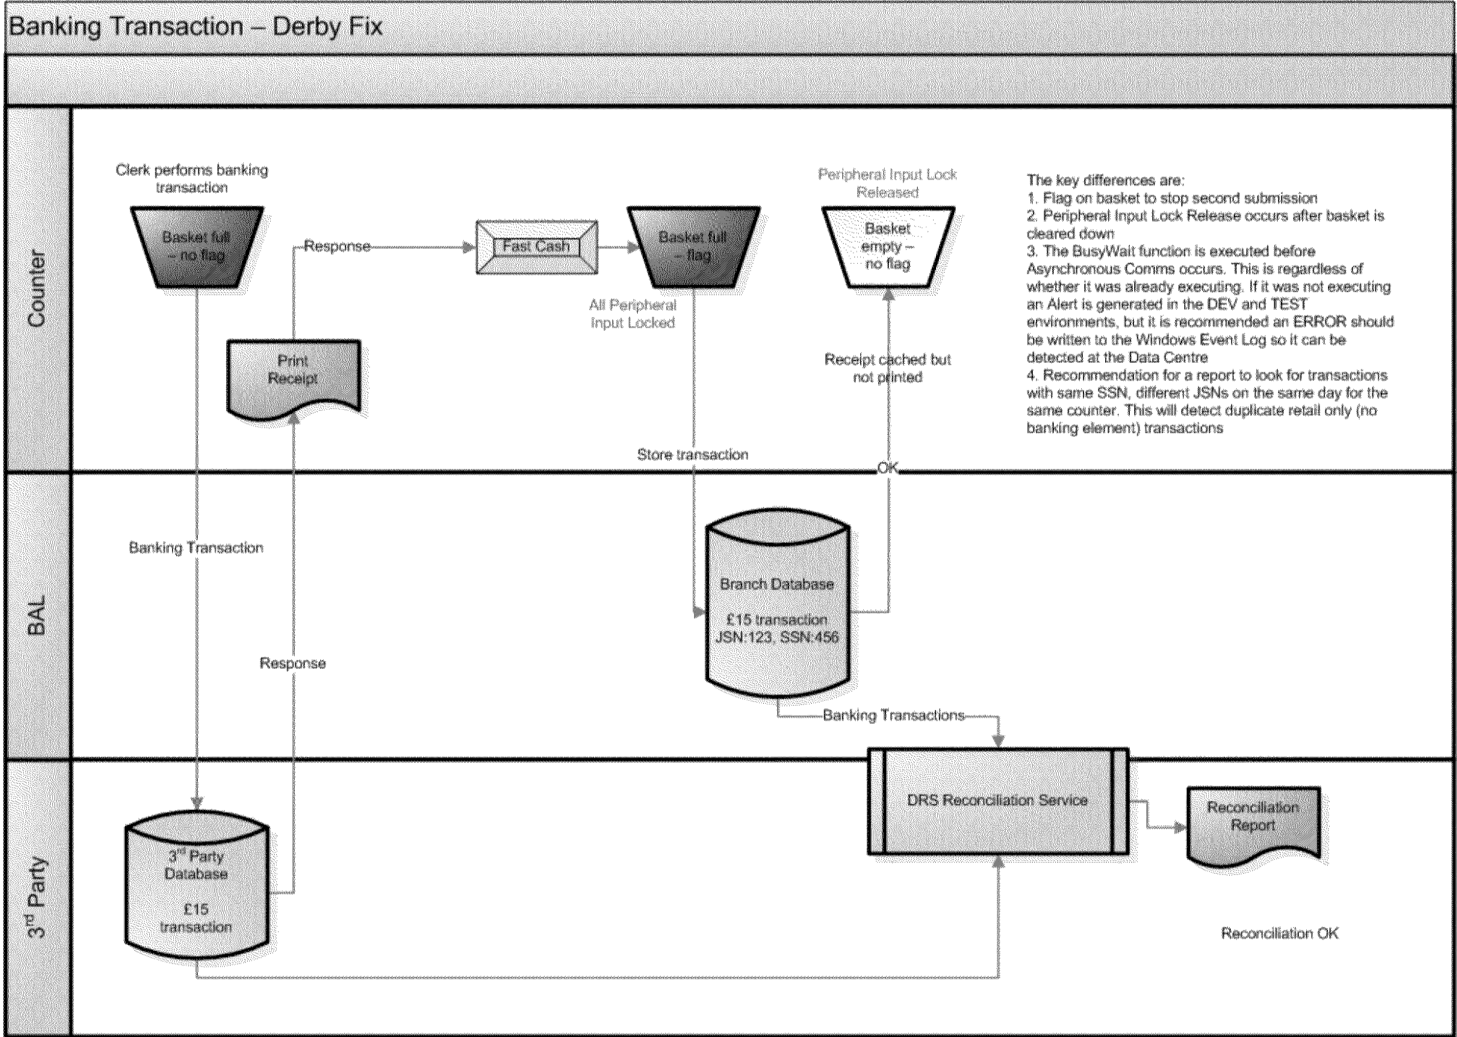 Banking Transaction – Derby Fix
Counter
Clerk performs banking
transaction
Basket full
– no flag
Response
Fast Cash
Basket full
– flag
All Peripheral
Input Locked
Peripheral Input Lock
Released
Basket
empty –
no flag
Print
Receipt
Receipt cached but
not printed
Store transaction
OK
The key differences are:
1. Flag on basket to stop second submission
2. Peripheral Input Lock Release occurs after basket is
cleared down
3. The BusyWait function is executed before
Asynchronous Comms occurs. This is regardless of
whether it was already executing. If it was not executing
an Alert is generated in the DEV and TEST
environments, but it is recommended an ERROR should
be written to the Windows Event Log so it can be
detected at the Data Centre
4. Recommendation for a report to look for transactions
with same SSN, different JSNs on the same day for the
same counter. This will detect duplicate retail only (no
banking element) transactions
BAL
Banking Transaction
Response
Branch Database
£15 transaction
JSN:123, SSN:456
Banking Transactions
3rd Party
3rd Party
Database
£15
transaction
DRS Reconciliation Service
Reconciliation
Report
Reconciliation OK